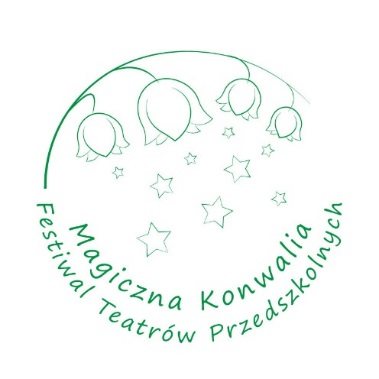 Magiczna Konwalia
Festiwal Teatrów Przedszkolnych